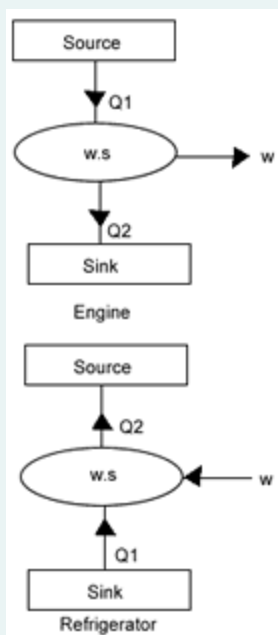 Source
Q1
w.s
w
Q2
Sink
Engine
Source
Q2
w.s
w
Q1
Sink
Refrigerator